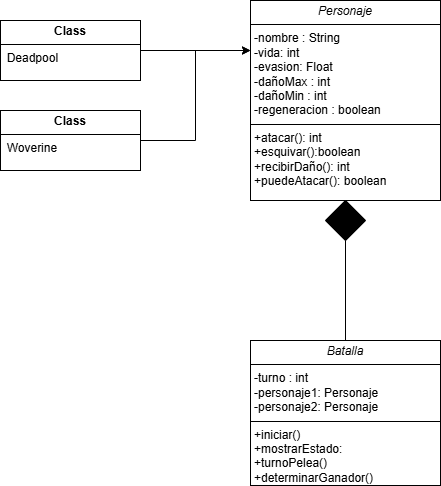 Class
Deadpool
Class
Woverine
Personaje
-nombre : String
-vida: int
-evasion: Float
-dañoMax : int
-dañoMin : int
-regeneracion : boolean
+atacar(): int
+esquivar():boolean
+recibirDaño(): int
+puedeAtacar(): boolean
Batalla
-turno : int
-personaje1: Personaje
-personaje2: Personaje
+iniciar()
+mostrarEstado:
+turnoPelea()
+determinarGanador()